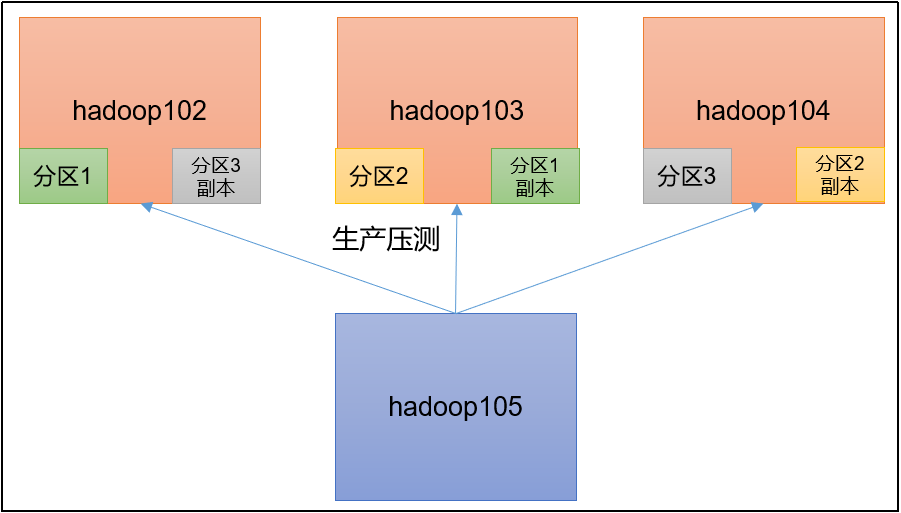 hadoop102
hadoop103
hadoop104
分区1
分区3
副本
分区2
分区1
副本
分区3
分区2
副本
生产压测
hadoop105